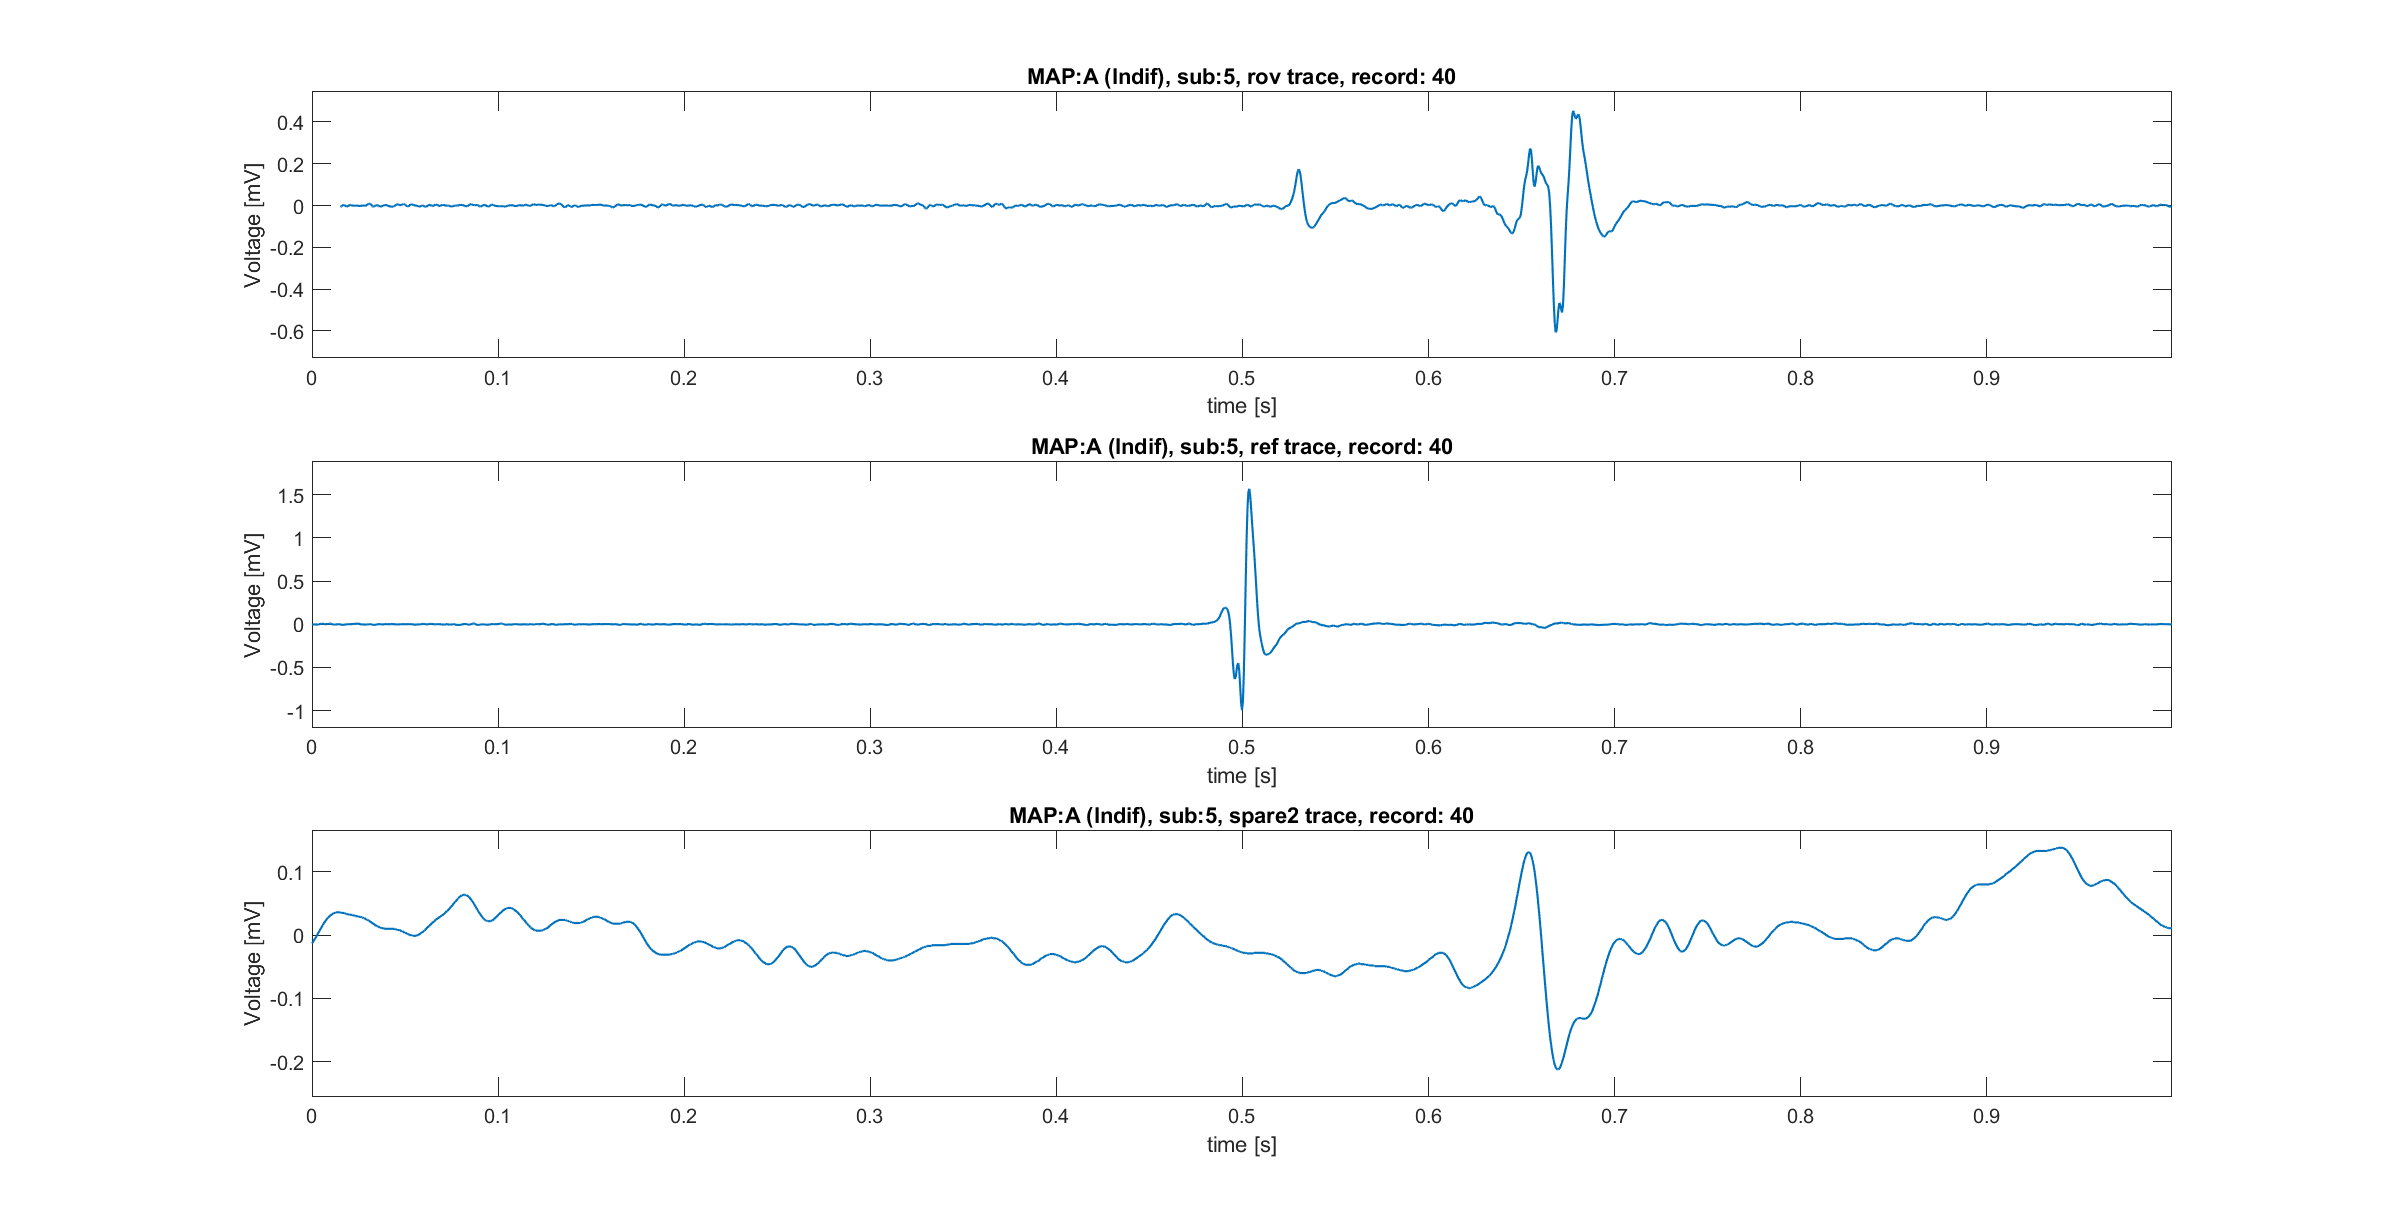 MAP:A (Indif), sub:5, rov trace, record: 40
Voltage [mV]
0.4
0.2
0
-0.2
-0.4
-0.6
0 0.1 0.2 0.3 0.4 0.5 0.6 0.7 0.8 0.9
time [s]
MAP:A (Indif), sub:5, ref trace, record: 40
Voltage [mV]
1.5
1
0.5
0
-0.5
-1
0 0.1 0.2 0.3 0.4 0.5 0.6 0.7 0.8 0.9
time [s]
MAP:A (Indif), sub:5, spare2 trace, record: 40
Voltage [mV]
0.1
0
-0.1
-0.2
0 0.1 0.2 0.3 0.4 0.5 0.6 0.7 0.8 0.9
time [s]